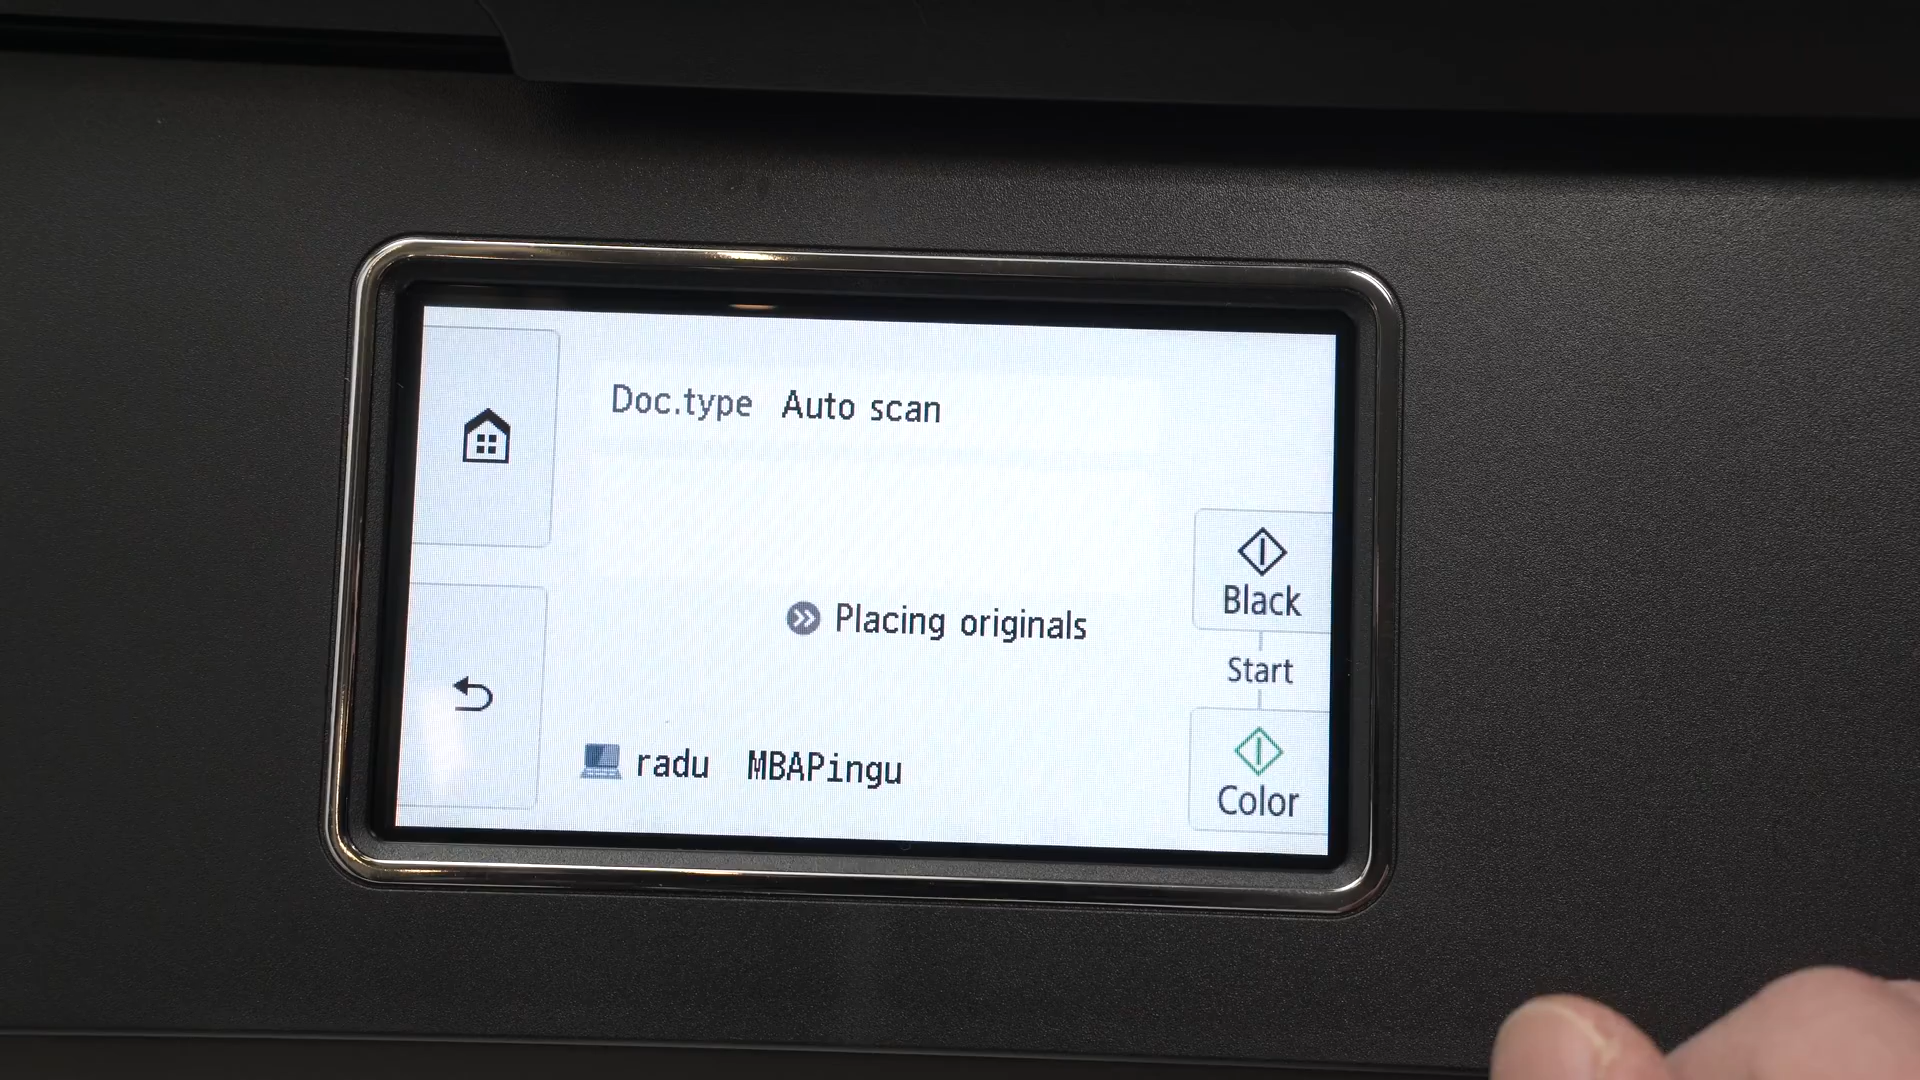 Doc.type Auto scan
Placing originals
Black
Start
Color
radu MBAPingu